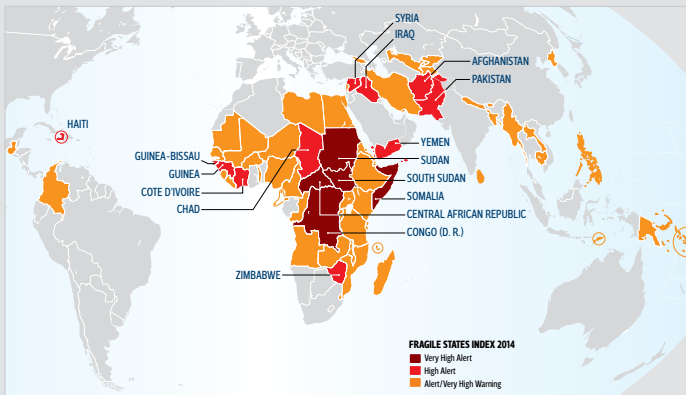 SYRIA
IRAQ
AFGHANISTAN
PAKISTAN
HAITI
GUINEA-BISSAU
GUINEA
COTE D'IVOIRE
CHAD
YEMEN
SUDAN
SOUTH SUDAN
SOMALIA
CENTRAL AFRICAN REPUBLIC
CONGO (D. R.)
ZIMBABWE
FRAGILE STATES INDEX 2014
Very High Alert
High Alert
Alert/Very High Warning